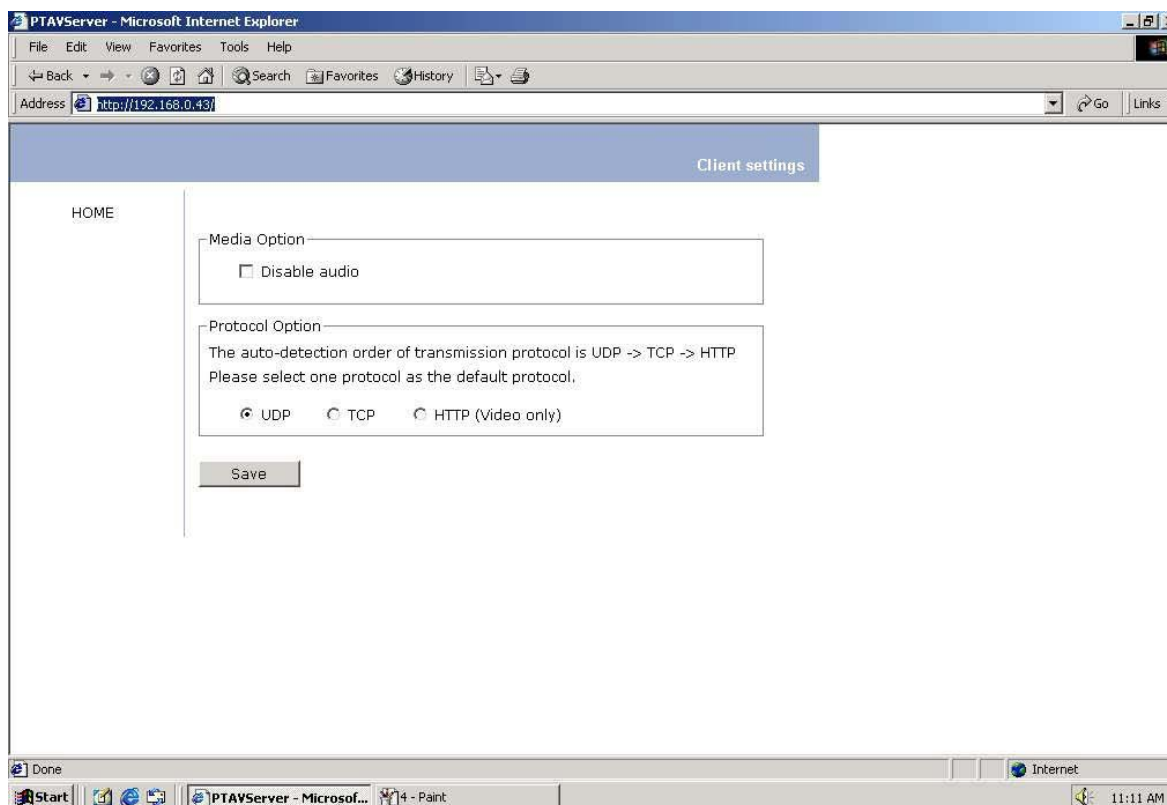 PTAVServer - Microsoft Internet Explorer
File Edit View Favorites Tools Help
Back Search Favorites History
Address http://192.168.0.43/ Go Links
Client settings
HOME
Media Option
Disable audio
Protocol Option
The auto-detection order of transmission protocol is UDP -> TCP -> HTTP
Please select one protocol as the default protocol.
UDP TCP HTTP (Video only)
Save
Done Internet
Start PTAVServer - Microsof... 4 - Paint 11:11 AM